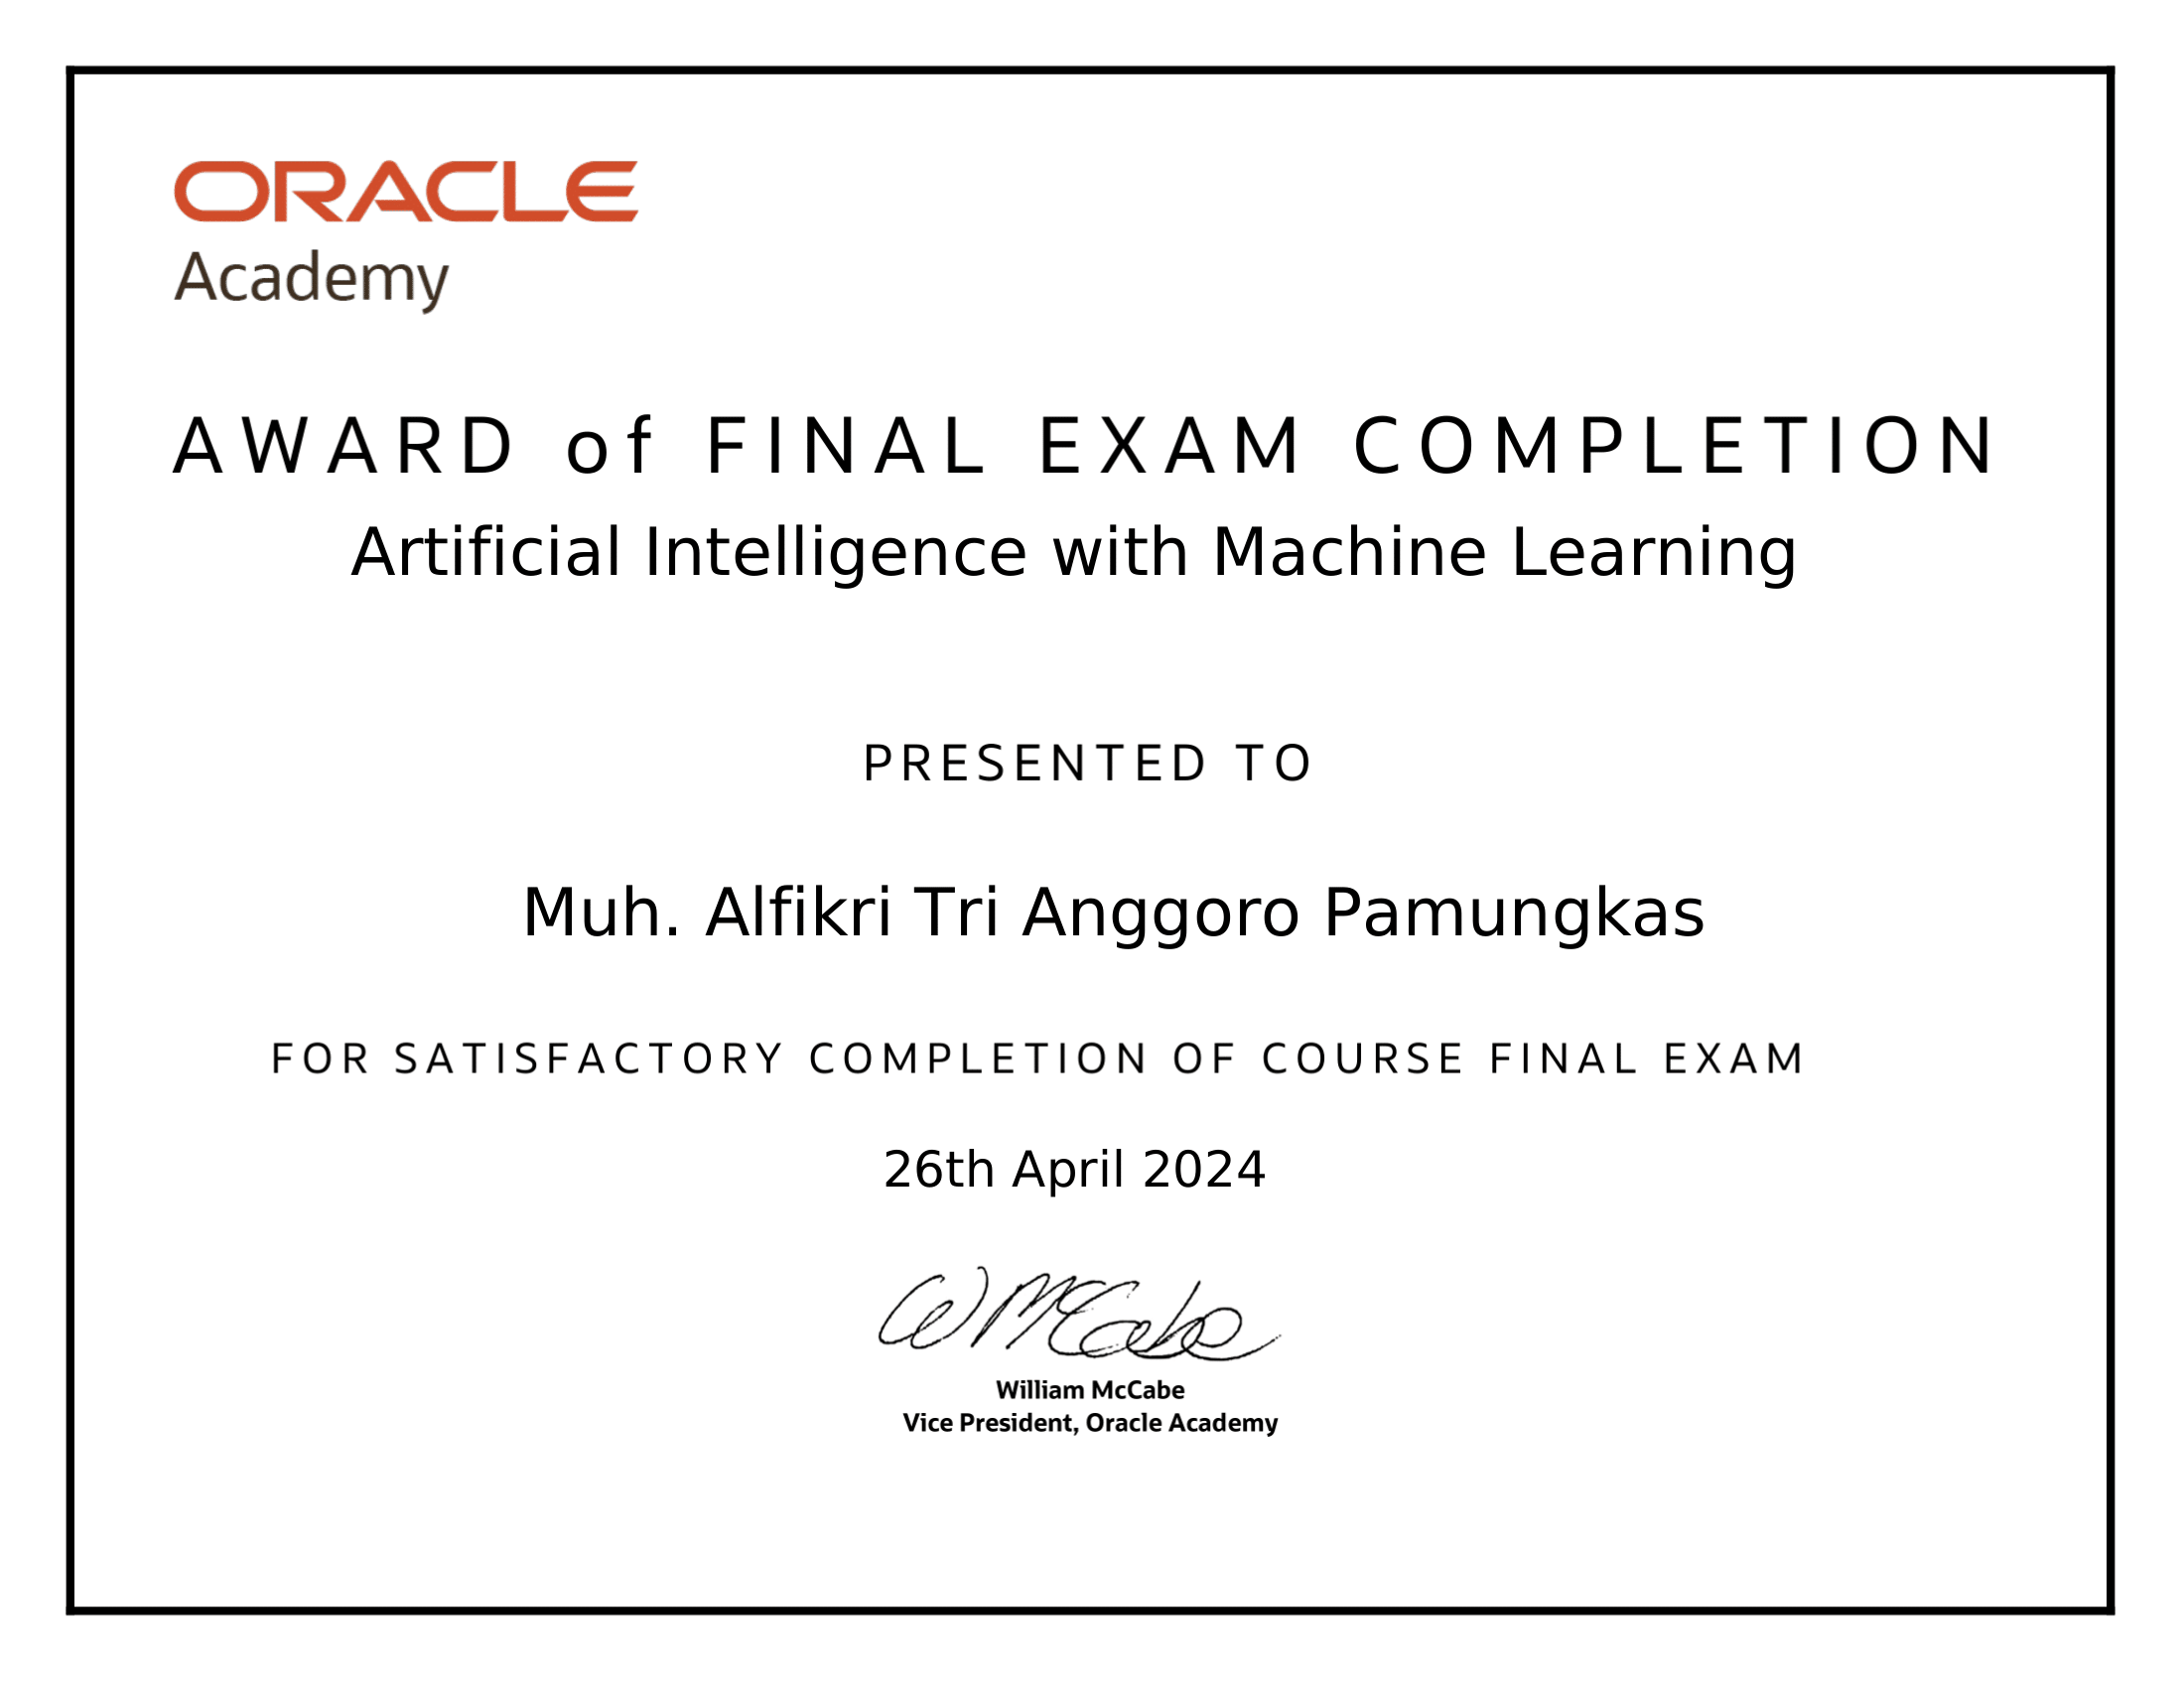 ORACLE
Academy
AWARD of FINAL EXAM COMPLETION
Artificial Intelligence with Machine Learning
PRESENTED TO
Muh. Alfikri Tri Anggoro Pamungkas
FOR SATISFACTORY COMPLETION OF COURSE FINAL EXAM
26th April 2024
W McCabe
William McCabe
Vice President, Oracle Academy